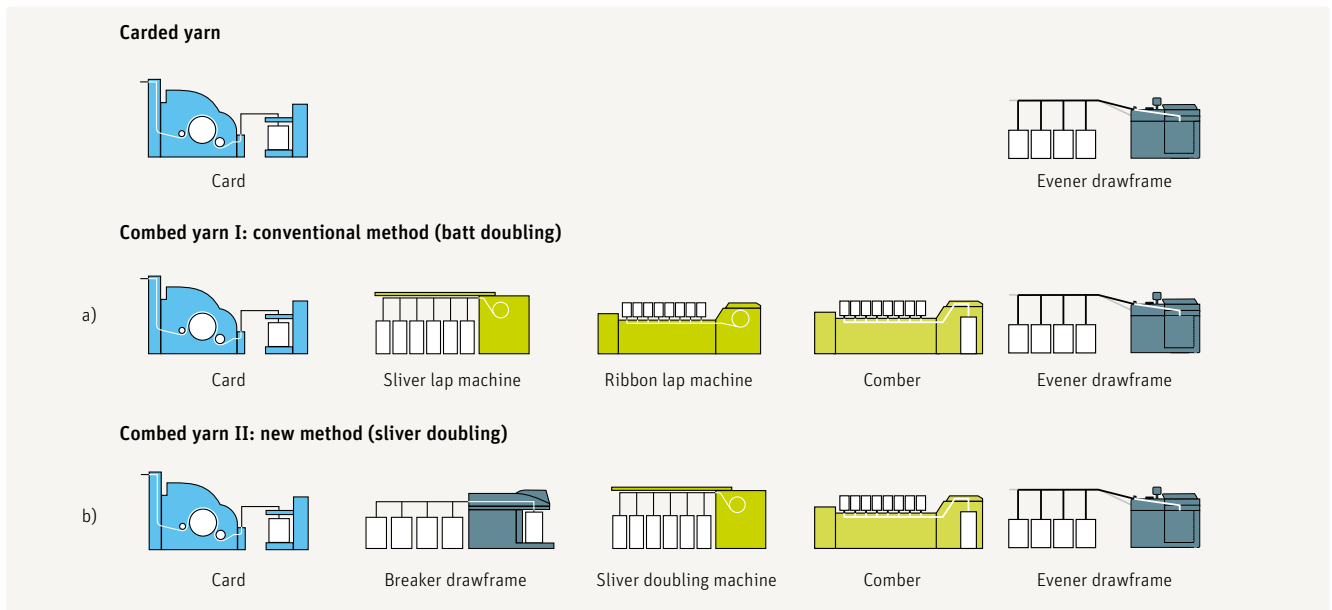 Carded yarn
Card
Evener drawframe
Combed yarn I: conventional method (batt doubling)
a)
Card
Sliver lap machine
Ribbon lap machine
Comber
Evener drawframe
Combed yarn II: new method (sliver doubling)
b)
Card
Breaker drawframe
Sliver doubling machine
Comber
Evener drawframe